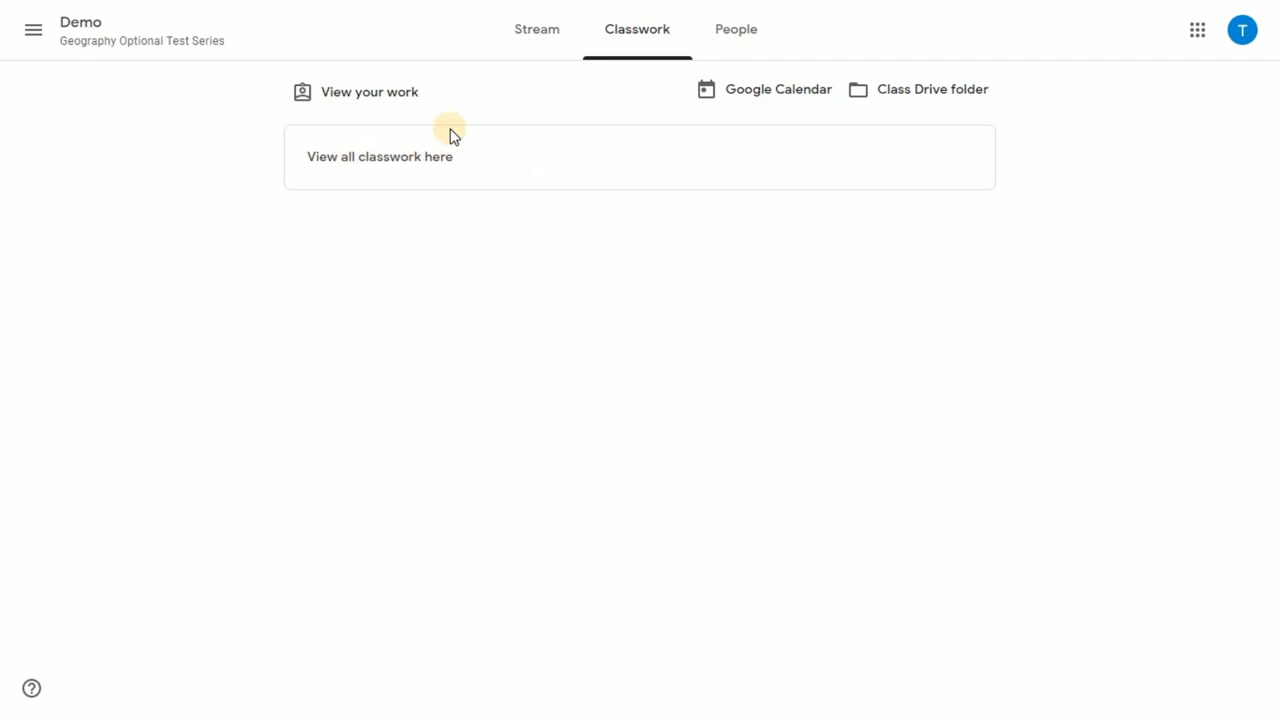 Demo
Geography Optional Test Series
Stream
Classwork
People
T
View your work
Google Calendar
Class Drive folder
View all classwork here